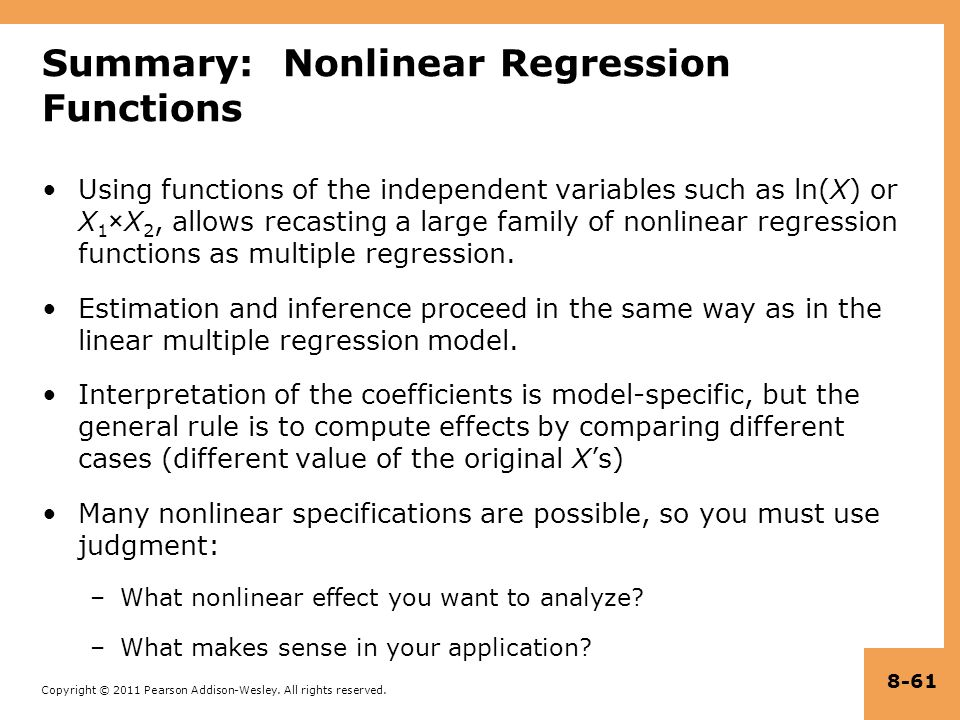 Summary: Nonlinear Regression
Functions
• Using functions of the independent variables such as ln(X) or
X₁×X₂, allows recasting a large family of nonlinear regression
functions as multiple regression.
• Estimation and inference proceed in the same way as in the
linear multiple regression model.
• Interpretation of the coefficients is model-specific, but the
general rule is to compute effects by comparing different
cases (different value of the original X’s)
• Many nonlinear specifications are possible, so you must use
judgment:
– What nonlinear effect you want to analyze?
– What makes sense in your application?
Copyright © 2011 Pearson Addison-Wesley. All rights reserved.
8-61